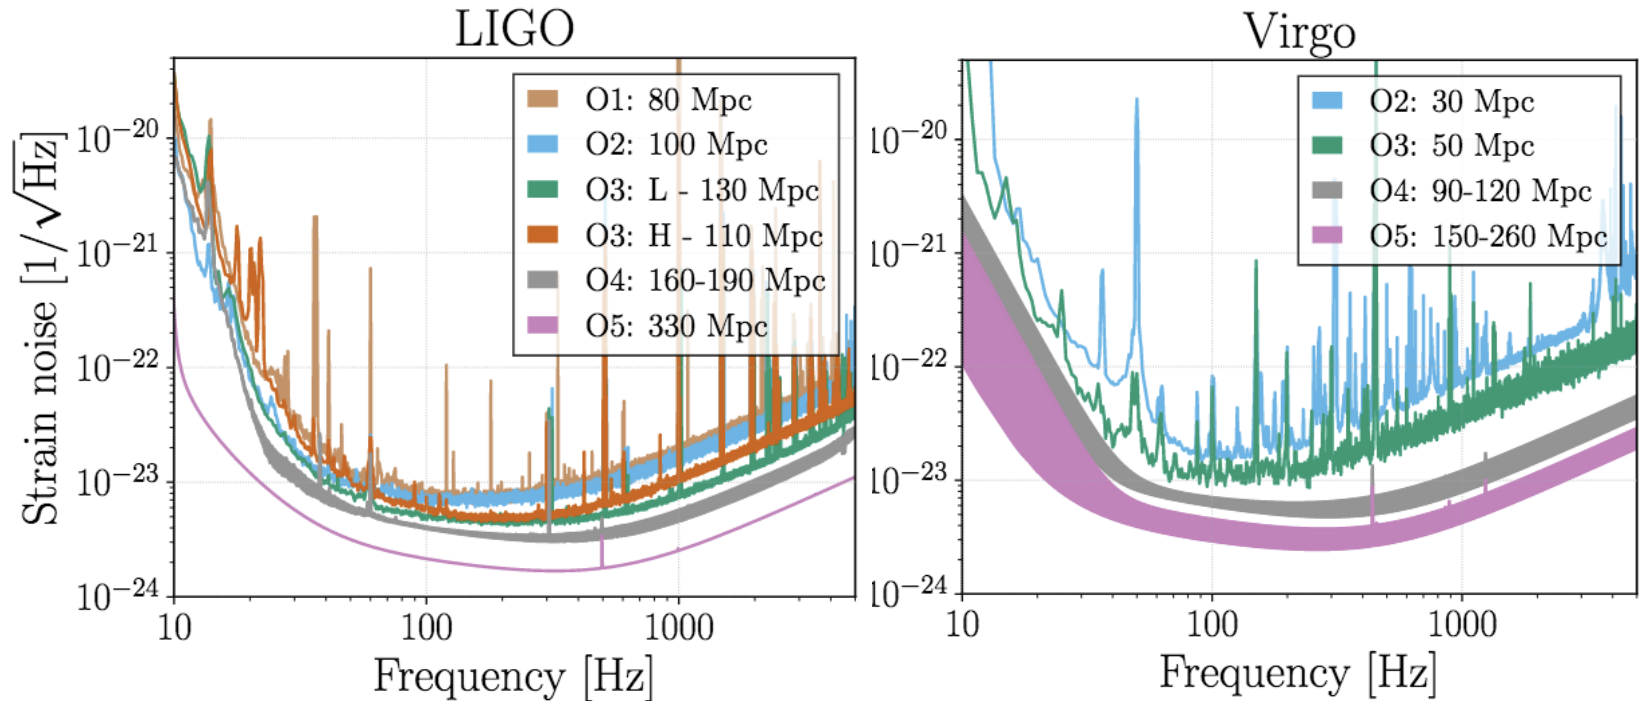 LIGO
Strain noise [1/√Hz]
10⁻²⁰
10⁻²¹
10⁻²²
10⁻²³
10⁻²⁴
O1: 80 Mpc
O2: 100 Mpc
O3: L - 130 Mpc
O3: H - 110 Mpc
O4: 160-190 Mpc
O5: 330 Mpc
10 100 1000
Frequency [Hz]
Virgo
10⁻²⁰
10⁻²¹
10⁻²²
10⁻²³
10⁻²⁴
O2: 30 Mpc
O3: 50 Mpc
O4: 90-120 Mpc
O5: 150-260 Mpc
10 100 1000
Frequency [Hz]